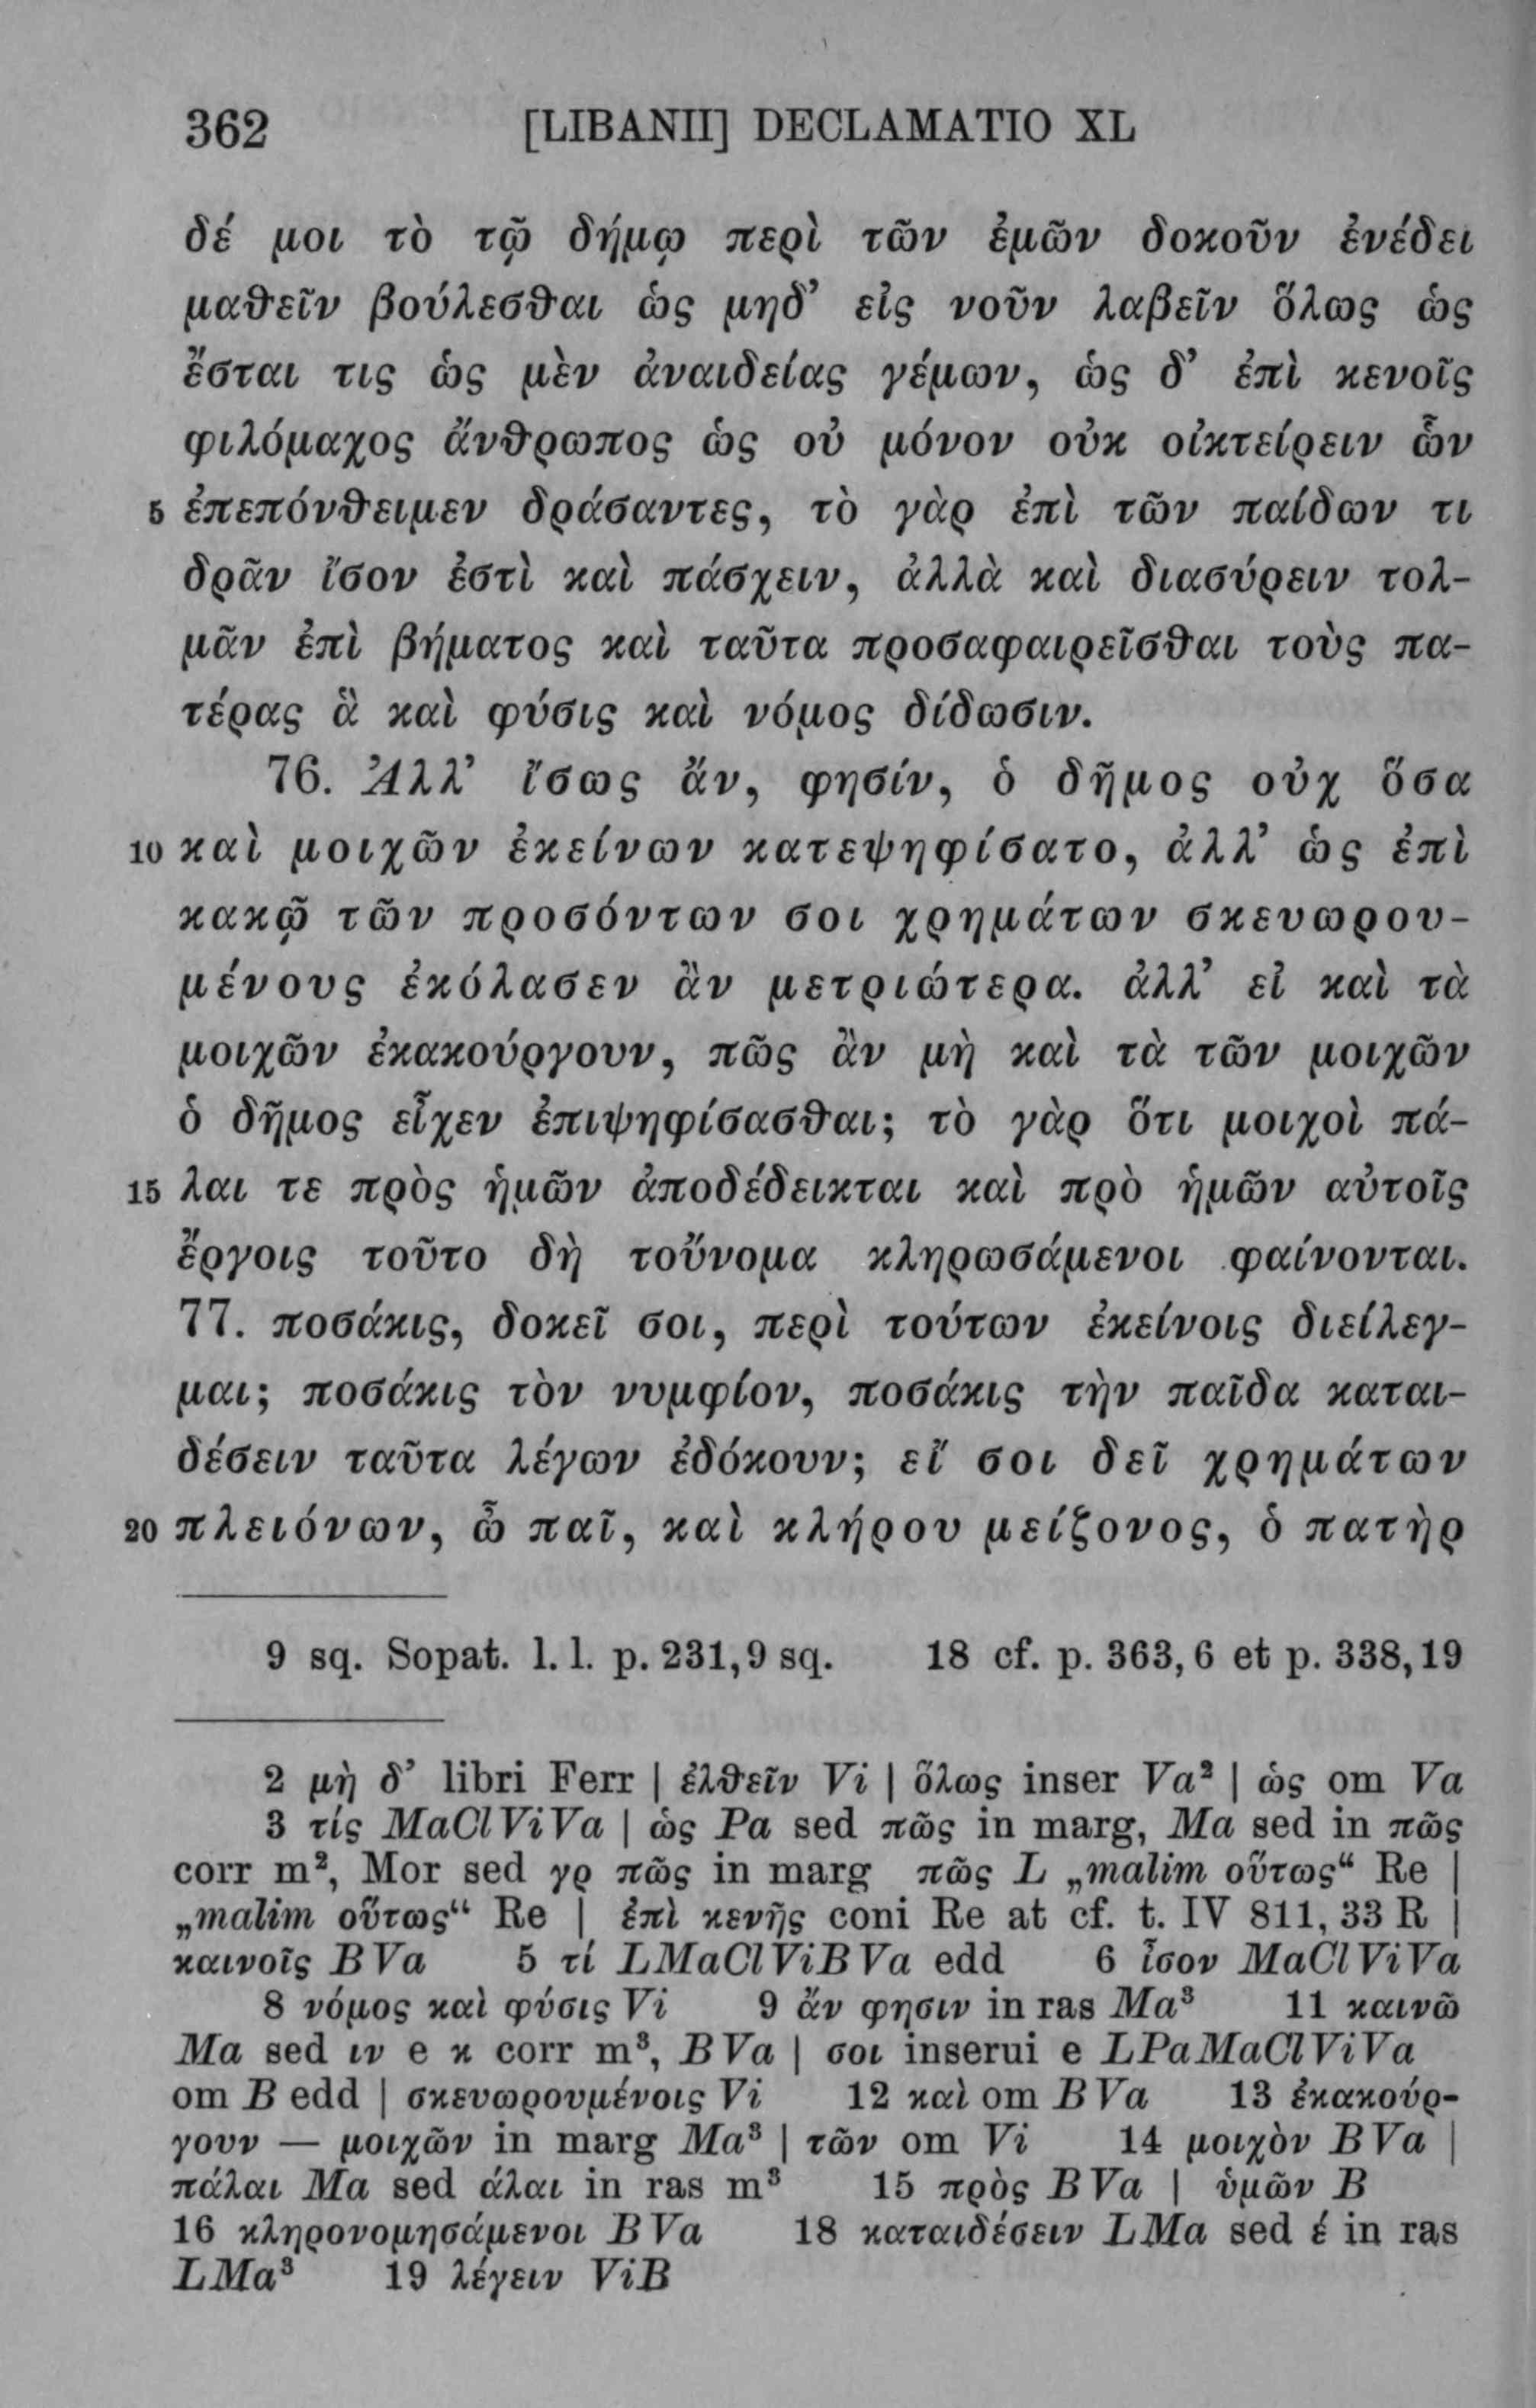 362 [LIBANII] DECLAMATIO XL
δέ μοι τὸ τῷ δήμῳ περὶ τῶν ἐμῶν δοκοῦν ἐνέδει
μαθεῖν βούλεσθαι ὡς μηδ’ εἰς νοῦν λαβεῖν ὅλως ὡς
ἔσται τις ὡς μὲν ἀναιδείας γέμων, ὡς δ’ ἐπὶ κενοῖς
φιλόμαχος ἄνθρωπος ὡς οὐ μόνον οὐκ οἰκτείρειν ὧν
5 ἐπεπόνθειμεν δράσαντες, τὸ γὰρ ἐπὶ τῶν παίδων τι
δρᾶν ἴσον ἐστὶ καὶ πάσχειν, ἀλλὰ καὶ διασύρειν τολ-
μᾶν ἐπὶ βήματος καὶ ταῦτα προσαφαιρεῖσθαι τοὺς πα-
τέρας ἃ καὶ φύσις καὶ νόμος δίδωσιν.
76. Ἀλλ’ ἴσως ἄν, φησίν, ὁ δῆμος οὐχ ὅσα
10 καὶ μοιχῶν ἐκείνων κατεψηφίσατο, ἀλλ’ ὡς ἐπὶ
κακῷ τῶν προσόντων σοι χρημάτων σκευωρου-
μένους ἐκόλασεν ἂν μετριώτερα. ἀλλ’ εἰ καὶ τὰ
μοιχῶν ἐκακούργουν, πῶς ἂν μὴ καὶ τὰ τῶν μοιχῶν
ὁ δῆμος εἶχεν ἐπιψηφίσασθαι; τὸ γὰρ ὅτι μοιχοὶ πά-
15 λαι τε πρὸς ἡμῶν ἀποδέδεικται καὶ πρὸ ἡμῶν αὐτοῖς
ἔργοις τοῦτο δὴ τοὔνομα κληρωσάμενοι φαίνονται.
77. ποσάκις, δοκεῖ σοι, περὶ τούτων ἐκείνοις διείλεγ-
μαι; ποσάκις τὸν νυμφίον, ποσάκις τὴν παῖδα καται-
δέσειν ταῦτα λέγων ἐδόκουν; εἴ σοι δεῖ χρημάτων
20 πλειόνων, ὦ παῖ, καὶ κλήρου μείζονος, ὁ πατὴρ
9 sq. Sopat. l. l. p. 231, 9 sq. 18 cf. p. 363, 6 et p. 338, 19
2 μὴ δ’ libri Ferr | ἐλθεῖν Vi | ὅλως inser Va² | ὡς om Va
3 τίς MaClViVa | ὡς Pa sed πῶς in marg, Ma sed in πῶς
corr m², Mor sed γρ πῶς in marg πῶς L „malim οὕτως“ Re |
„malim οὕτως“ Re | ἐπὶ κενῆς coni Re at cf. t. IV 811, 33 R |
καινοῖς BVa 5 τί LMaClViBVa edd 6 ἶσον MaClViVa
8 νόμος καὶ φύσις Vi 9 ἄν φησιν in ras Ma³ 11 καινῶ
Ma sed ιν e κ corr m³, BVa | σοι inserui e LPaMaClViVa
om B edd | σκευωρουμένοις Vi 12 καὶ om BVa 13 ἐκακούρ-
γουν — μοιχῶν in marg Ma³ | τῶν om Vi 14 μοιχὸν BVa |
πάλαι Ma sed άλαι in ras m³ 15 πρὸς BVa | ὑμῶν B
16 κληρονομησάμενοι BVa 18 καταιδέσειν LMa sed έ in ras
LMa³ 19 λέγειν ViB